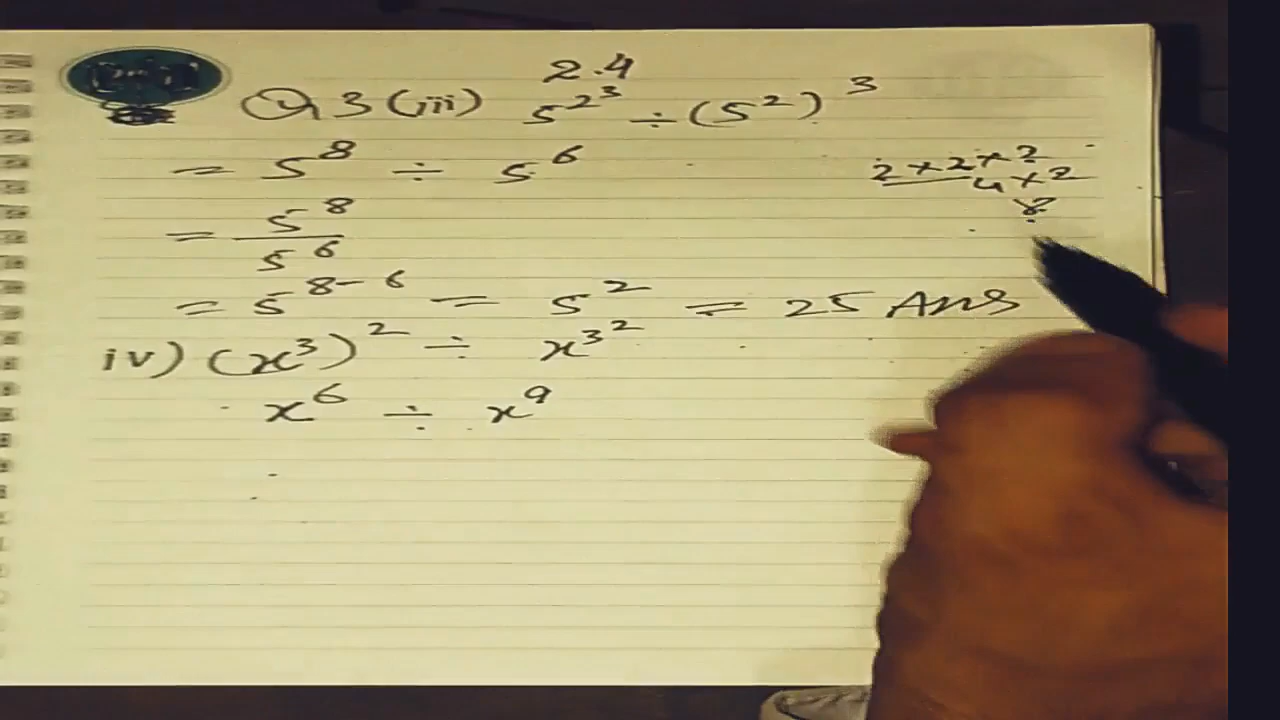 2.4
Q3(iii) 5^2^3 ÷ (5^2)^3
= 5^8 ÷ 5^6
2×2×2
4×2
8
= 5^8/5^6
= 5^8-6 = 5^2 = 25 Ans
iv) (x^3)^2 ÷ x^3^2
x^6 ÷ x^9